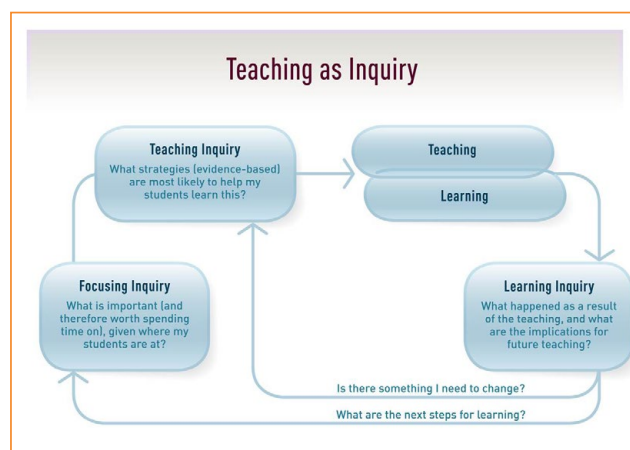 Teaching as Inquiry
Teaching Inquiry
What strategies (evidence-based)
are most likely to help my
students learn this?
Teaching
Learning
Focusing Inquiry
What is important (and
therefore worth spending
time on), given where my
students are at?
Learning Inquiry
What happened as a result
of the teaching, and what
are the implications for
future teaching?
Is there something I need to change?
What are the next steps for learning?